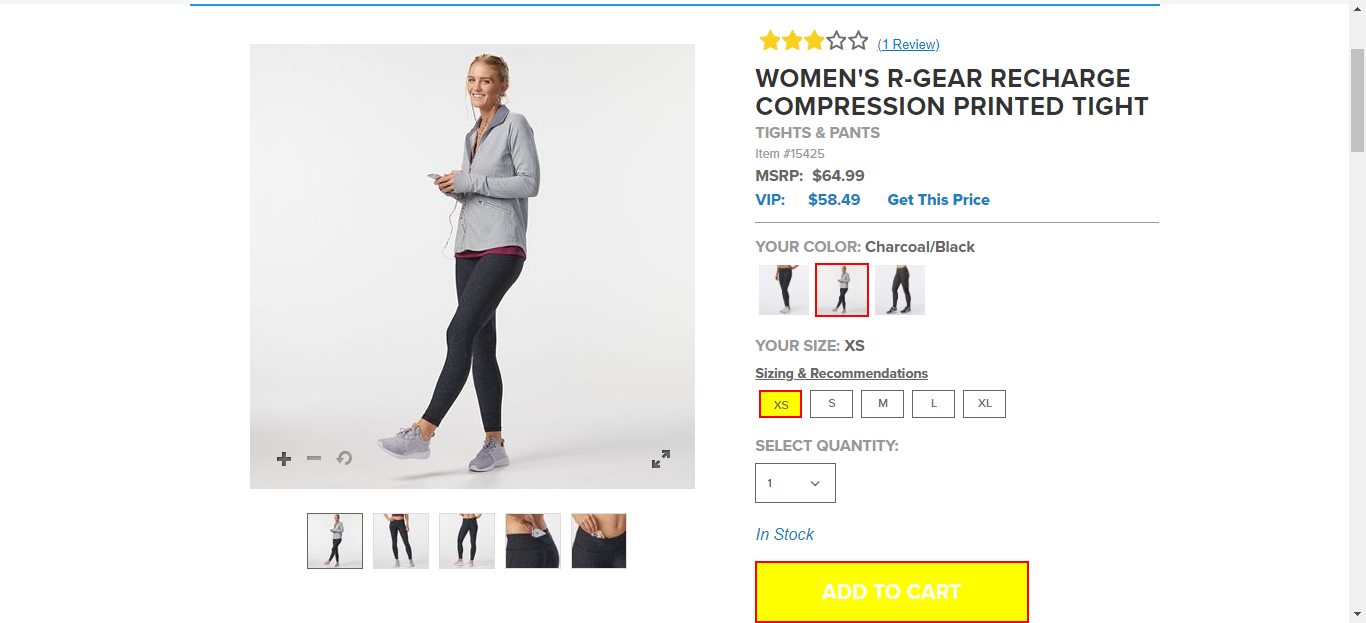 (1 Review)
WOMEN'S R-GEAR RECHARGE
COMPRESSION PRINTED TIGHT
TIGHTS & PANTS
Item #15425
MSRP: $64.99
VIP: $58.49 Get This Price
YOUR COLOR: Charcoal/Black
YOUR SIZE: XS
Sizing & Recommendations
XS S M L XL
SELECT QUANTITY:
1
In Stock
ADD TO CART